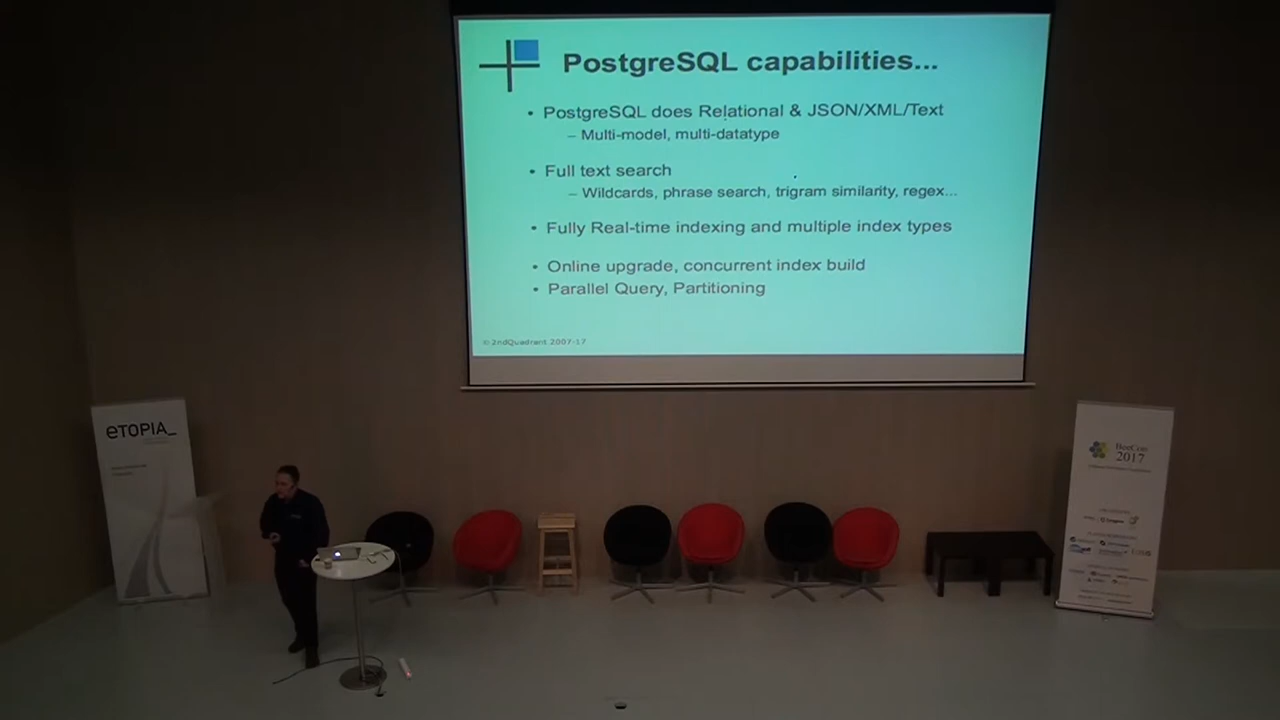 PostgreSQL capabilities...
• PostgreSQL does Relational & JSON/XML/Text
– Multi-model, multi-datatype
• Full text search
– Wildcards, phrase search, trigram similarity, regex...
• Fully Real-time indexing and multiple index types
• Online upgrade, concurrent index build
• Parallel Query, Partitioning
© 2ndQuadrant 2007-17
eTOPIA_
BeeCon
2017